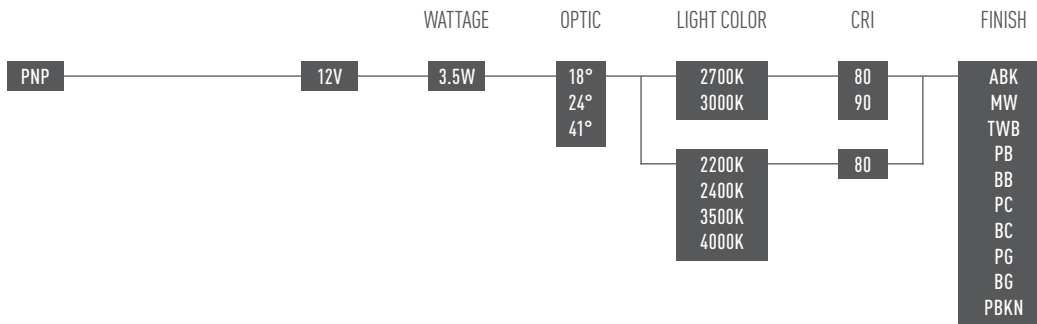 WATTAGE OPTIC LIGHT COLOR CRI FINISH
PNP 12V 3.5W 18° 2700K 80 ABK
24° 3000K 90 MW
41° TWB
PB
2200K 80
BB
2400K
PC
3500K
BC
4000K
PG
BG
PBKN